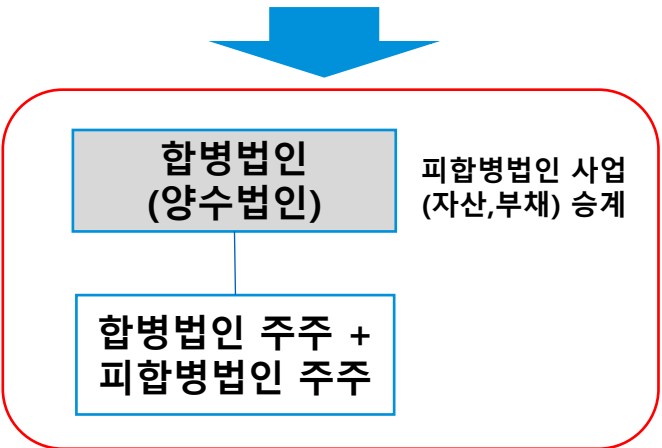 합병법인
(양수법인)
피합병법인 사업
(자산,부채) 승계
합병법인 주주 +
피합병법인 주주